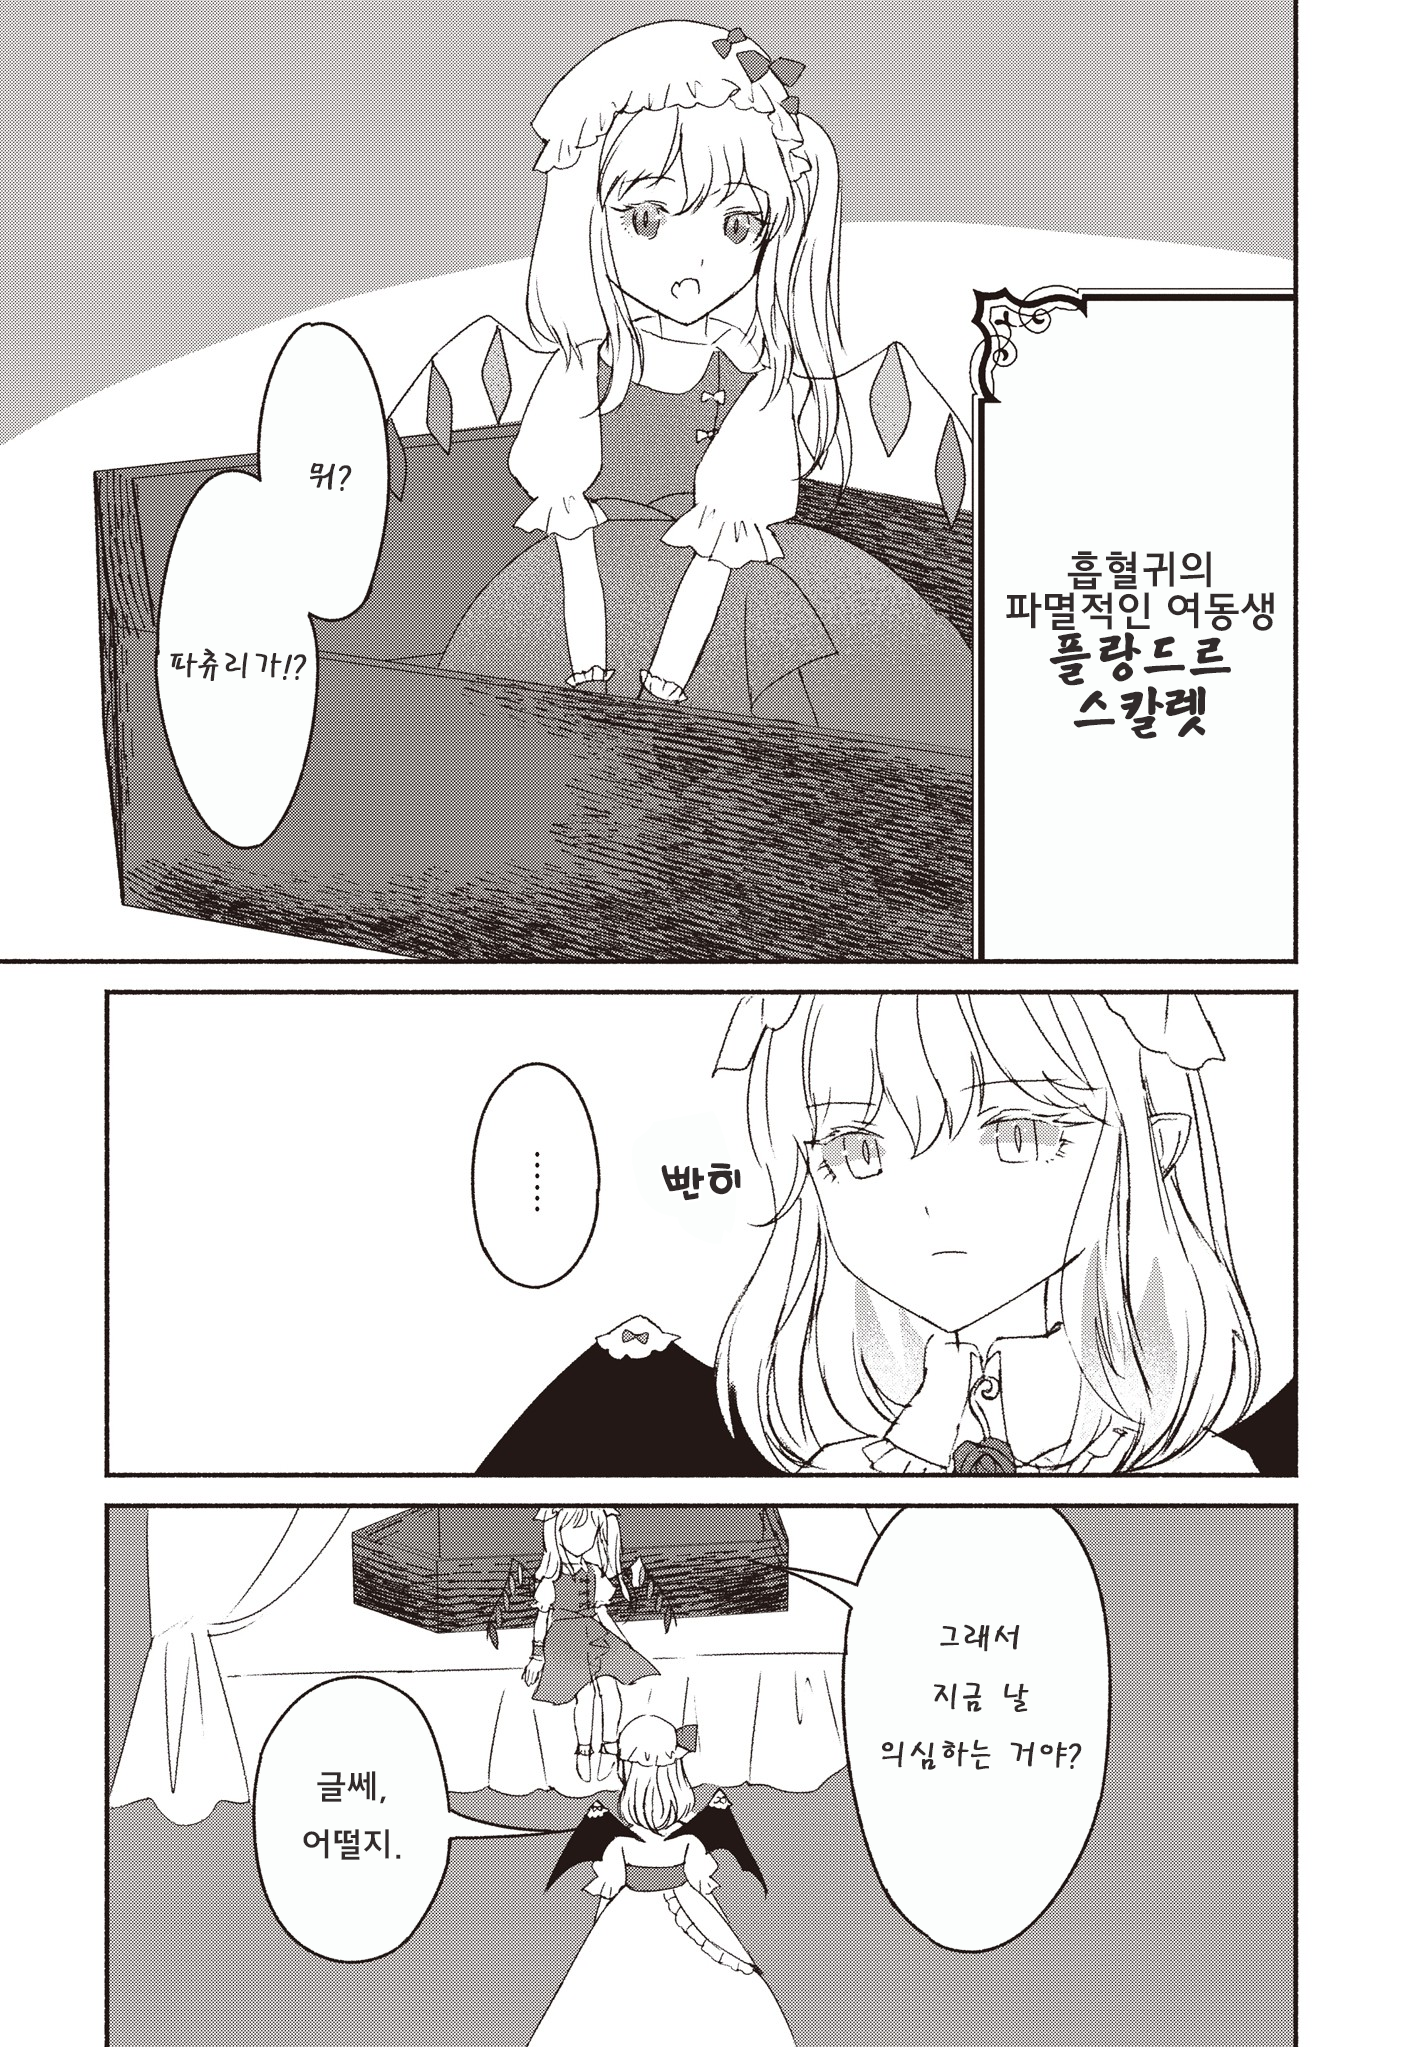 흡혈귀의
파멸적인 여동생
플랑드르
스칼렛
뭐?
파츄리가!?
빤히
……
그래서
지금 날
의심하는 거야?
글쎄,
어떨지.